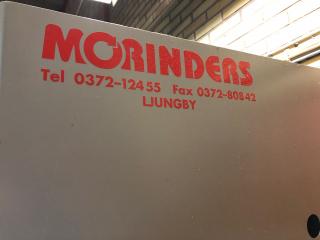 MORINDERS
Tel 0372-12455 Fax 0372-80842
LJUNGBY